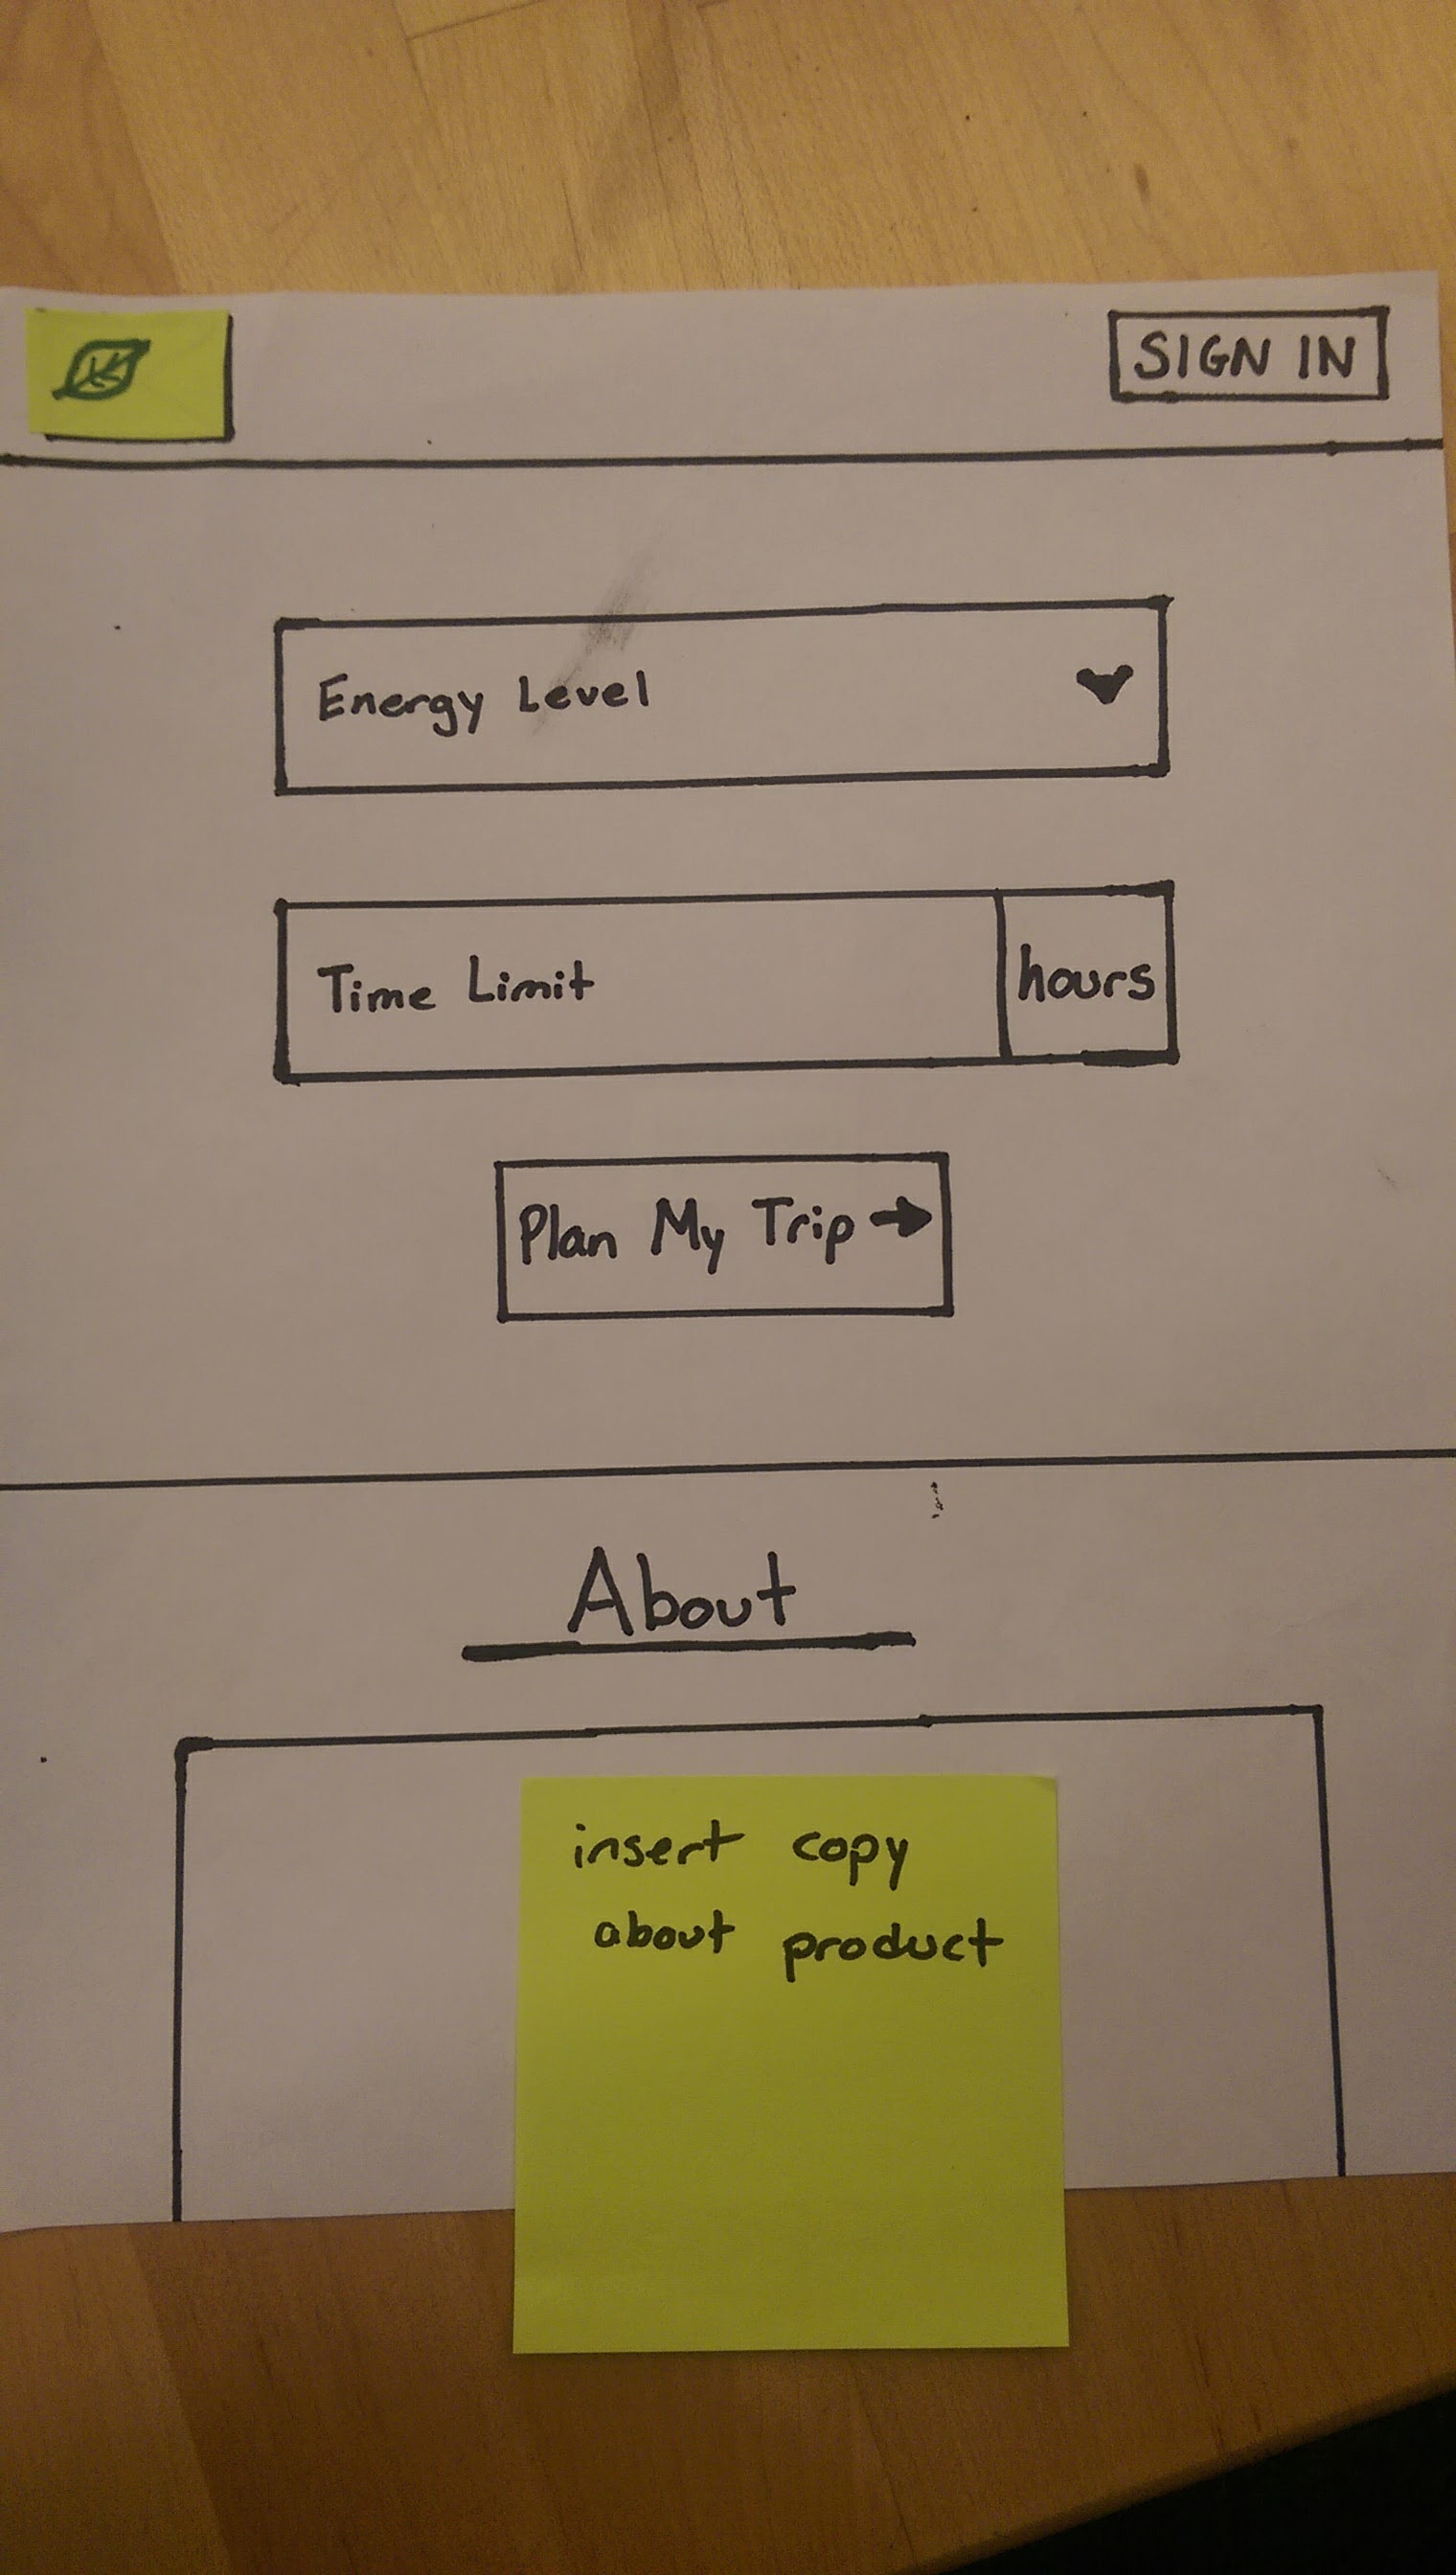 SIGN IN
Energy Level
Time Limit
hours
Plan My Trip →
About
insert copy
about product